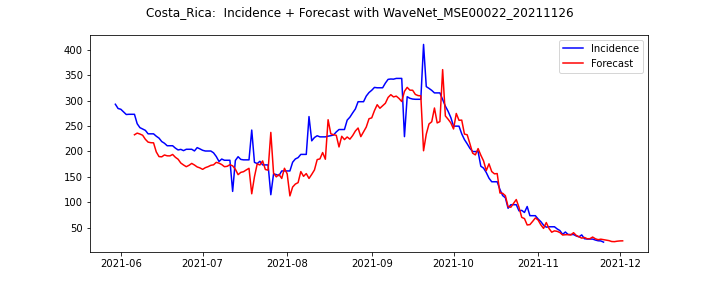 Costa_Rica:  Incidence + Forecast with WaveNet_MSE00022_20211126
Incidence
Forecast
400
350
300
250
200
150
100
50
2021-06 2021-07 2021-08 2021-09 2021-10 2021-11 2021-12